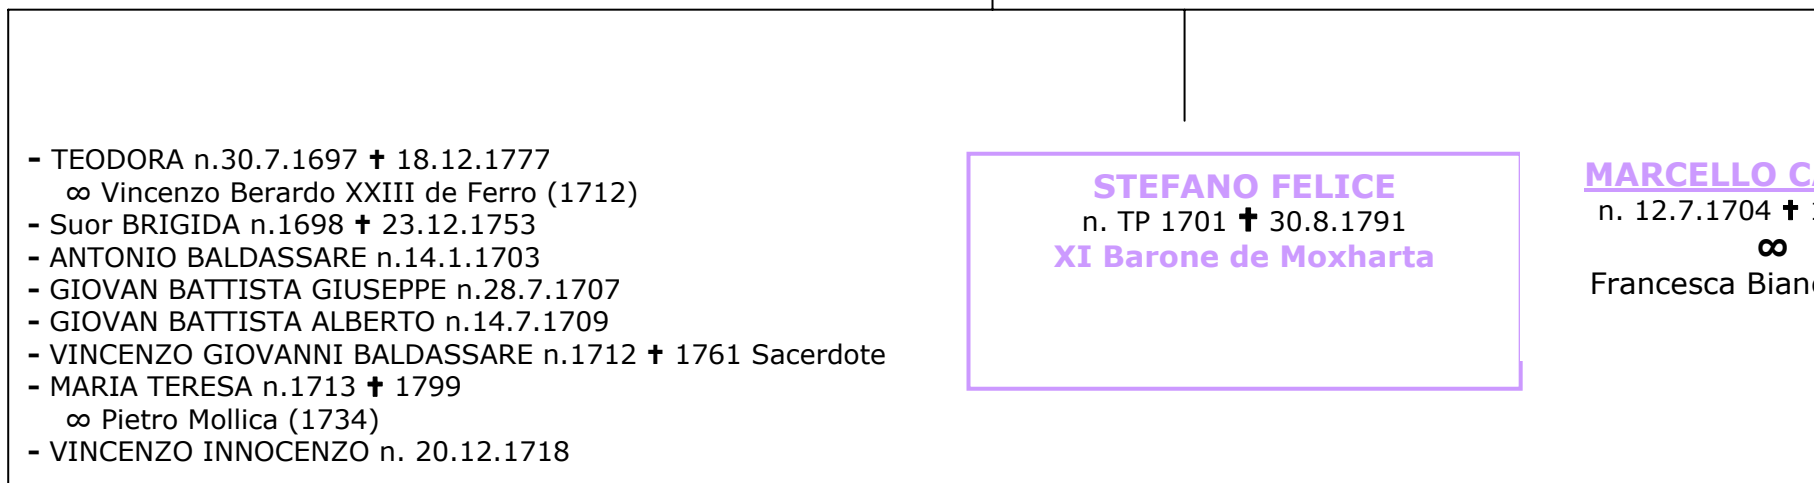 - TEODORA n.30.7.1697 ✝ 18.12.1777
∞ Vincenzo Berardo XXIII de Ferro (1712)
- Suor BRIGIDA n.1698 ✝ 23.12.1753
- ANTONIO BALDASSARE n.14.1.1703
- GIOVAN BATTISTA GIUSEPPE n.28.7.1707
- GIOVAN BATTISTA ALBERTO n.14.7.1709
- VINCENZO GIOVANNI BALDASSARE n.1712 ✝ 1761 Sacerdote
- MARIA TERESA n.1713 ✝ 1799
∞ Pietro Mollica (1734)
- VINCENZO INNOCENZO n. 20.12.1718
STEFANO FELICE
n. TP 1701 ✝ 30.8.1791
XI Barone de Moxharta
MARCELLO
n. 12.7.1704 ✝
∞
Francesca